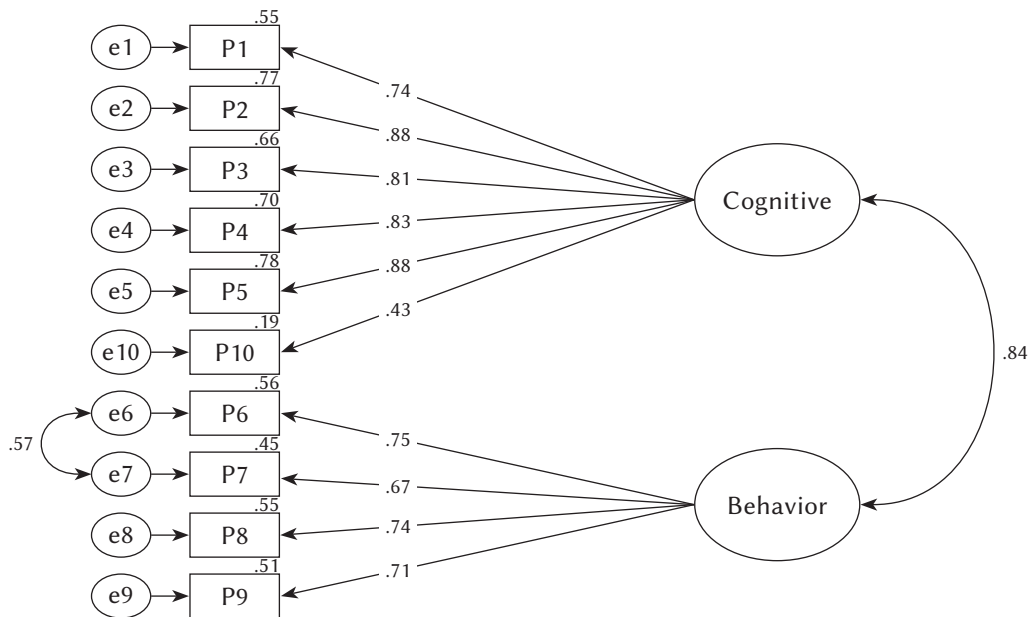 .55
e1 P1
.74
.77
e2 P2
.88
.66
e3 P3
.81
Cognitive
.70
e4 P4
.83
.78
e5 P5
.88
.43
.19
e10 P10
.84
.56
e6 P6
.75
.57
.45
e7 P7
.67
Behavior
.55
e8 P8
.74
.51
e9 P9
.71